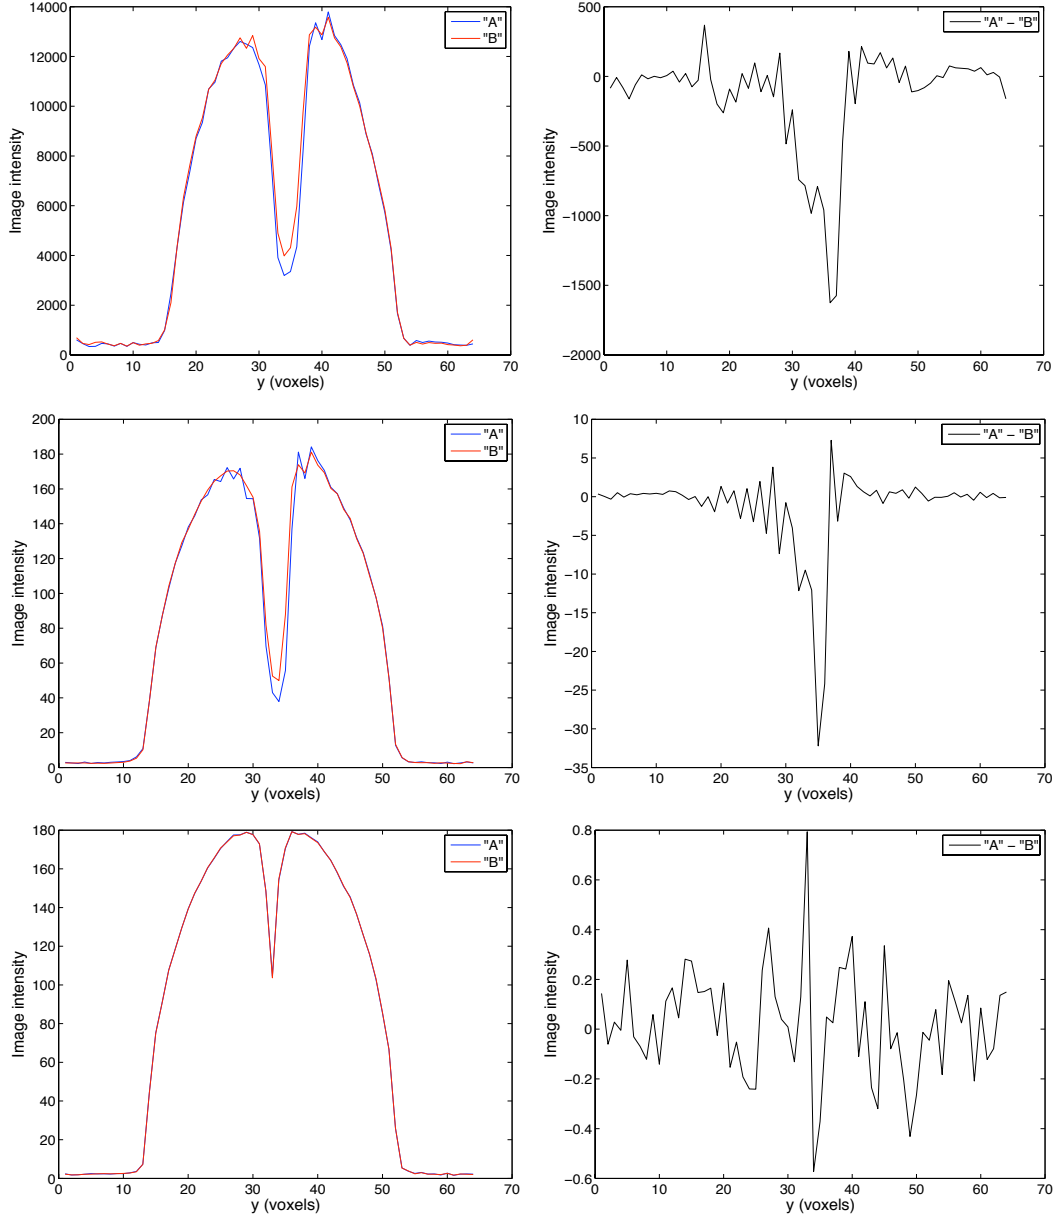 14000
12000
10000
8000
6000
4000
2000
0
Image intensity
0 10 20 30 40 50 60 70
y (voxels)
"A"
"B"
500
0
−500
−1000
−1500
−2000
Image intensity
0 10 20 30 40 50 60 70
y (voxels)
"A" − "B"
200
180
160
140
120
100
80
60
40
20
0
Image intensity
0 10 20 30 40 50 60 70
y (voxels)
"A"
"B"
10
5
0
−5
−10
−15
−20
−25
−30
−35
Image intensity
0 10 20 30 40 50 60 70
y (voxels)
"A" − "B"
180
160
140
120
100
80
60
40
20
0
Image intensity
0 10 20 30 40 50 60 70
y (voxels)
"A"
"B"
0.8
0.6
0.4
0.2
0
−0.2
−0.4
−0.6
Image intensity
0 10 20 30 40 50 60 70
y (voxels)
"A" − "B"